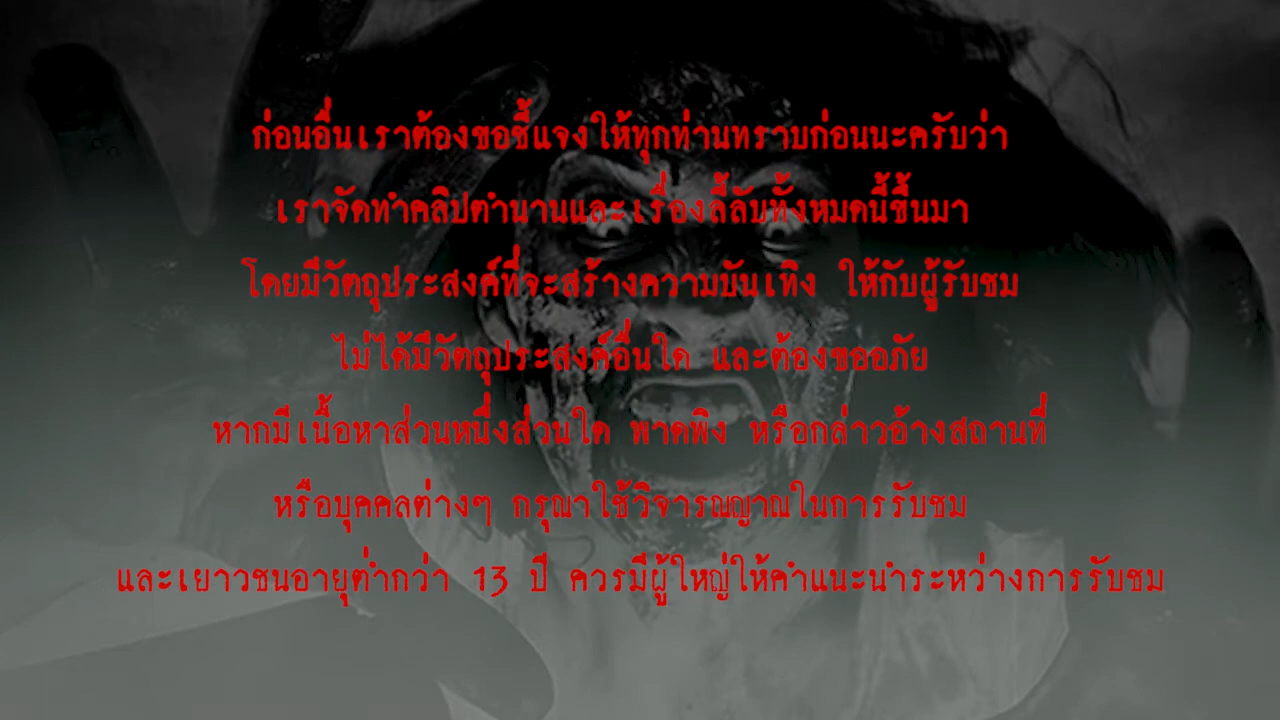 ก่อนอื่นเราต้องขอชี้แจงให้ทุกท่านทราบก่อนนะครับว่า
เราจัดทำคลิปตำนานและเรื่องลี้ลับทั้งหมดนี้ขึ้นมา
โดยมีวัตถุประสงค์ที่จะสร้างความบันเทิง ให้กับผู้รับชม
ไม่ได้มีวัตถุประสงค์อื่นใด และต้องขออภัย
หากมีเนื้อหาส่วนหนึ่งส่วนใด พาดพิง หรือกล่าวอ้างสถานที่
หรือบุคคลต่างๆ กรุณาใช้วิจารณญาณในการรับชม
และเยาวชนอายุต่ำกว่า 13 ปี ควรมีผู้ใหญ่ให้คำแนะนำระหว่างการรับชม